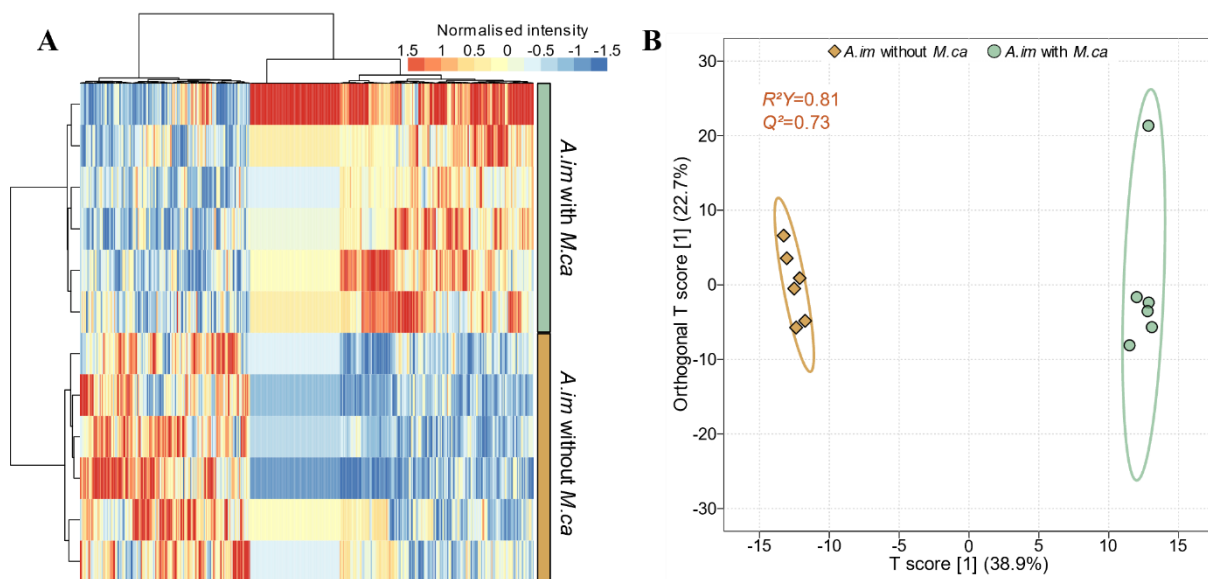 A
Normalised intensity
1.5 1 0.5 0 -0.5 -1.5
A.im with M.ca
A.im without M.ca
B
A.im without M.ca A.im with M.ca
R²Y=0.81
Q²=0.73
Orthogonal T score [1] (22.7%)
30
20
10
0
-10
-20
-30
-15 -10 -5 0 5 10 15
T score [1] (38.9%)